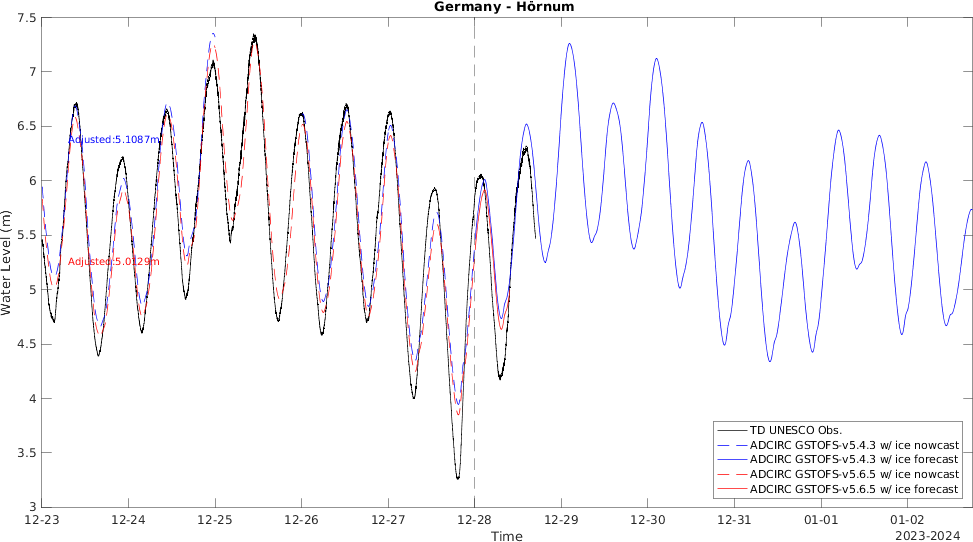 Germany - Hörnum
7.5
7
6.5
6
5.5
5
4.5
4
3.5
3
Water Level (m)
Adjusted:5.1087m
Adjusted:5.0129m
TD UNESCO Obs.
ADCIRC GSTOFS-v5.4.3 w/ ice nowcast
ADCIRC GSTOFS-v5.4.3 w/ ice forecast
ADCIRC GSTOFS-v5.6.5 w/ ice nowcast
ADCIRC GSTOFS-v5.6.5 w/ ice forecast
12-23 12-24 12-25 12-26 12-27 12-28 12-29 12-30 12-31 01-01 01-02
Time
2023-2024